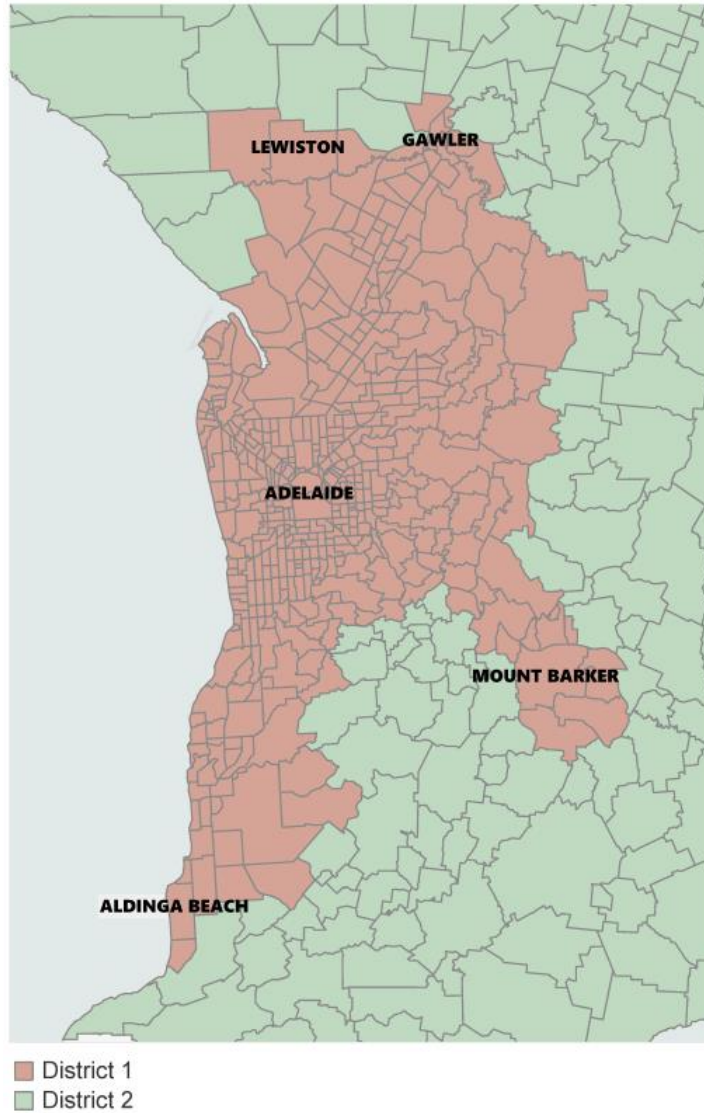 LEWISTON
GAWLER
ADELAIDE
MOUNT BARKER
ALDINGA BEACH
District 1
District 2